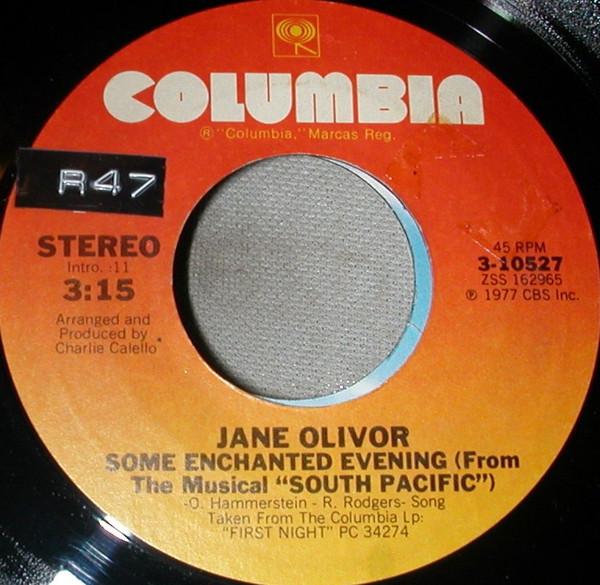 COLUMBIA
® "Columbia," Marcas Reg.
R47
STEREO
Intro. :11
3:15
Arranged and
Produced by
Charlie Calello
45 RPM
3-10527
ZSS 162965
℗ 1977 CBS Inc.
JANE OLIVOR
SOME ENCHANTED EVENING (From
The Musical "SOUTH PACIFIC")
-O. Hammerstein - R. Rodgers- Song
Taken From The Columbia Lp:
"FIRST NIGHT" PC 34274